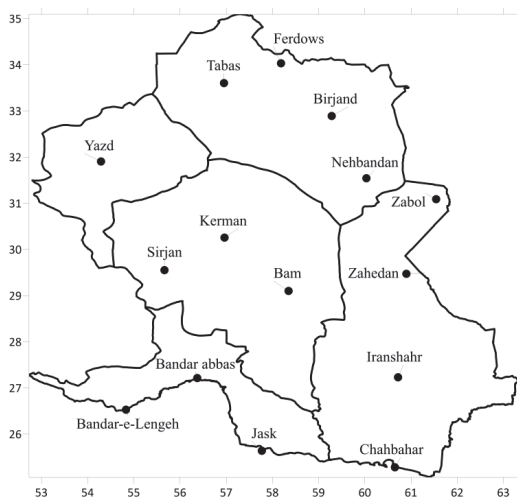 35
Ferdows
34
Tabas
33
Birjand
32
Yazd
Nehbandan
31
Zabol
Kerman
30
Sirjan
Zahedan
Bam
29
28
Bandar abbas
Iranshahr
27
Bandar-e-Lengeh
26
Jask
Chahbahar
53 54 55 56 57 58 59 60 61 62 63